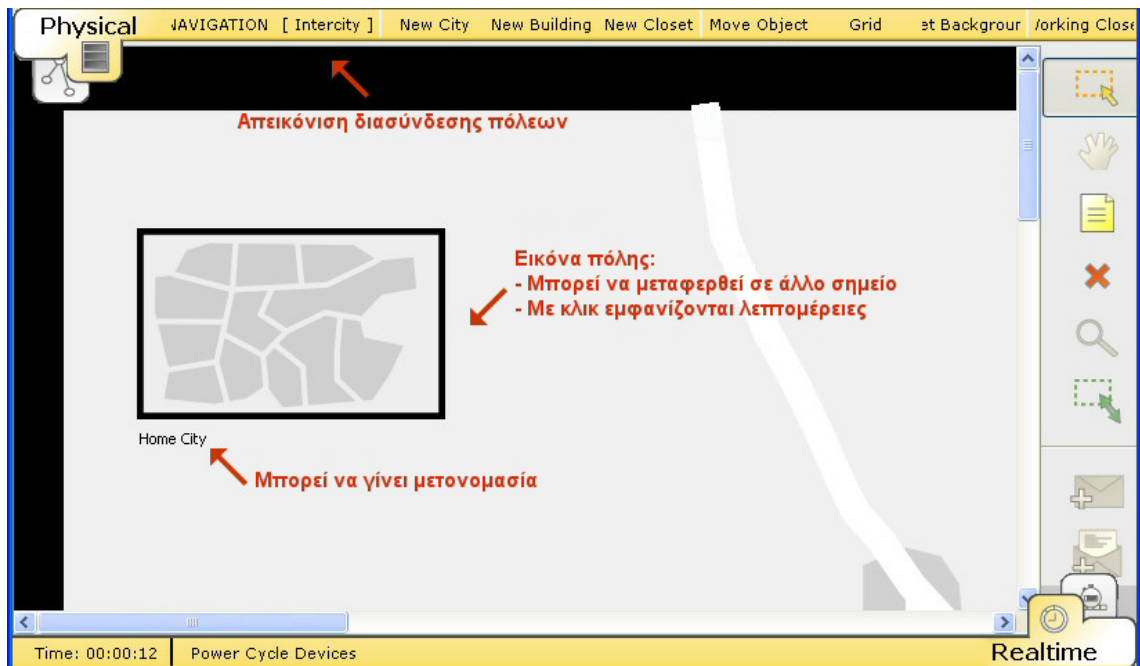 Physical
NAVIGATION [ Intercity ] New City New Building New Closet Move Object Grid et Backgrour orking Close
Απεικόνιση διασύνδεσης πόλεων
Εικόνα πόλης:
- Μπορεί να μεταφερθεί σε άλλο σημείο
- Με κλικ εμφανίζονται λεπτομέρειες
Home City
Μπορεί να γίνει μετονομασία
Time: 00:00:12 Power Cycle Devices Realtime